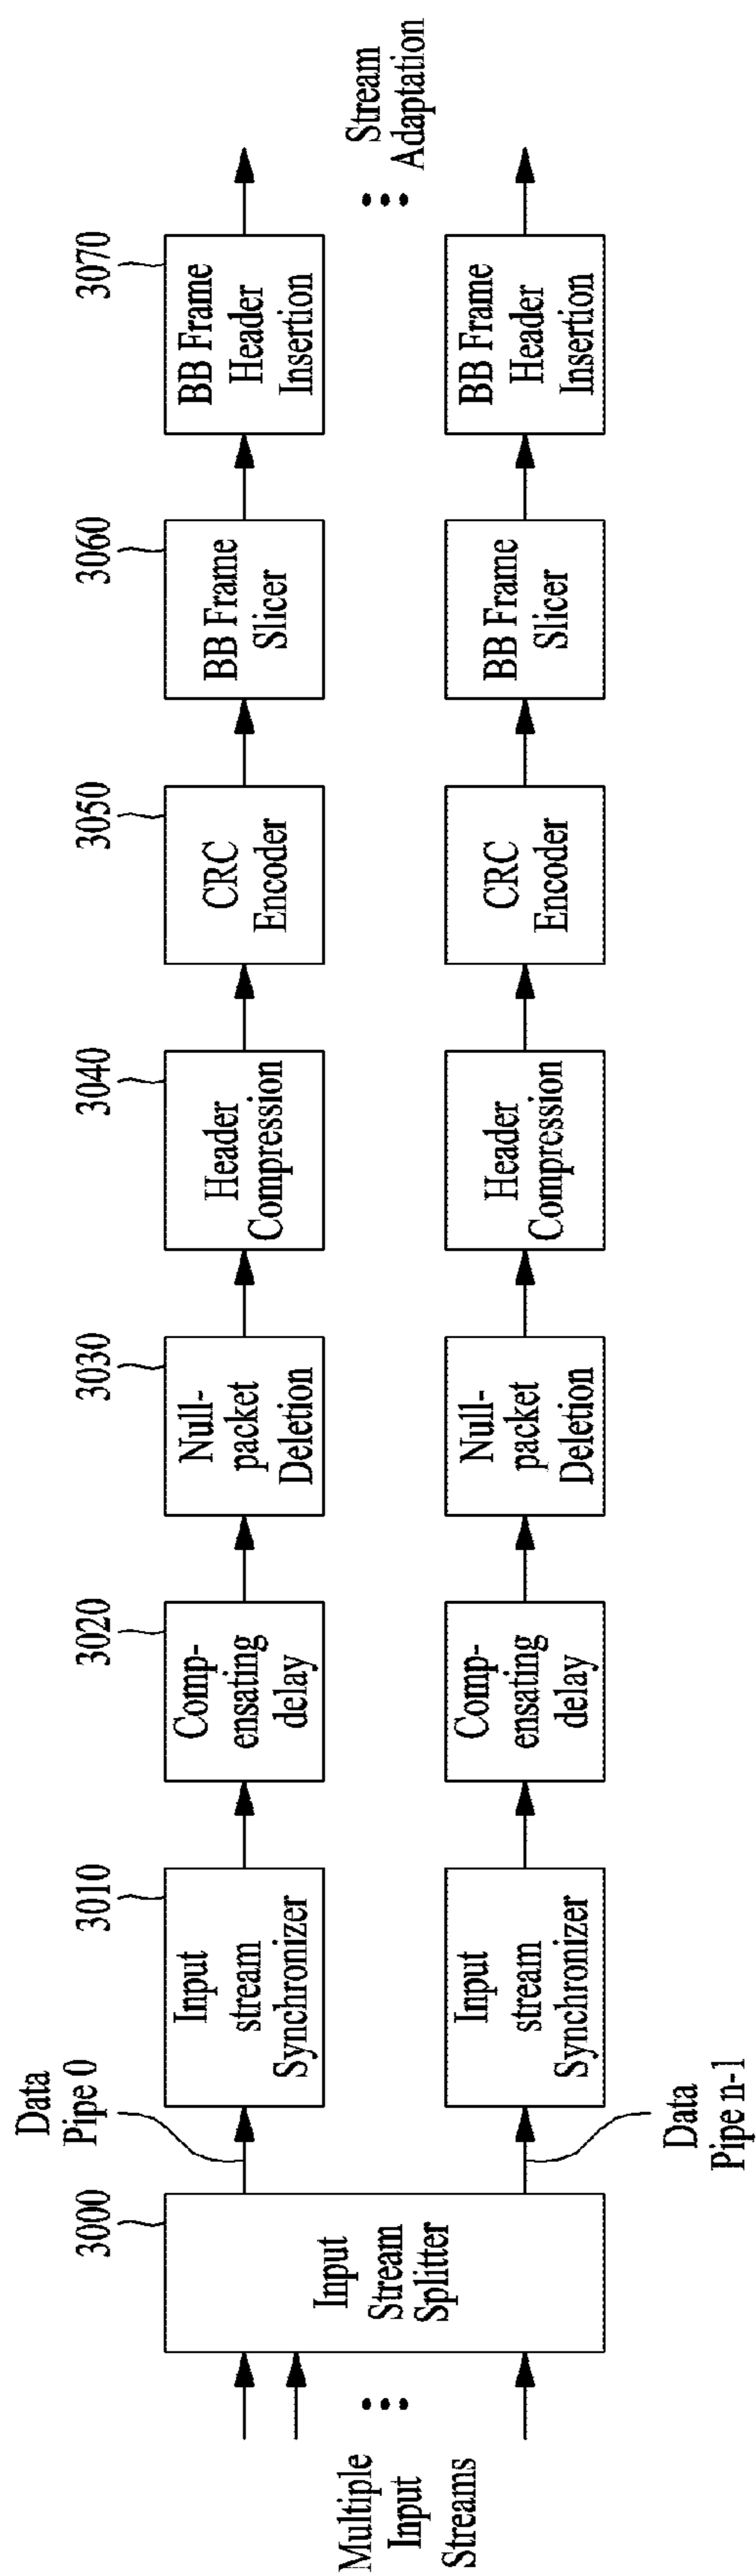 Multiple
Input
Streams
3000
Input
Stream
Splitter
Data
Pipe 0
3010
Input
stream
Synchronizer
3020
Comp-
ensating
delay
3030
Null-
packet
Deletion
3040
Header
Compression
3050
CRC
Encoder
3060
BB Frame
Slicer
3070
BB Frame
Header
Insertion
Stream
Adaptation
Data
Pipe n-1
Input
stream
Synchronizer
Comp-
ensating
delay
Null-
packet
Deletion
Header
Compression
CRC
Encoder
BB Frame
Slicer
BB Frame
Header
Insertion